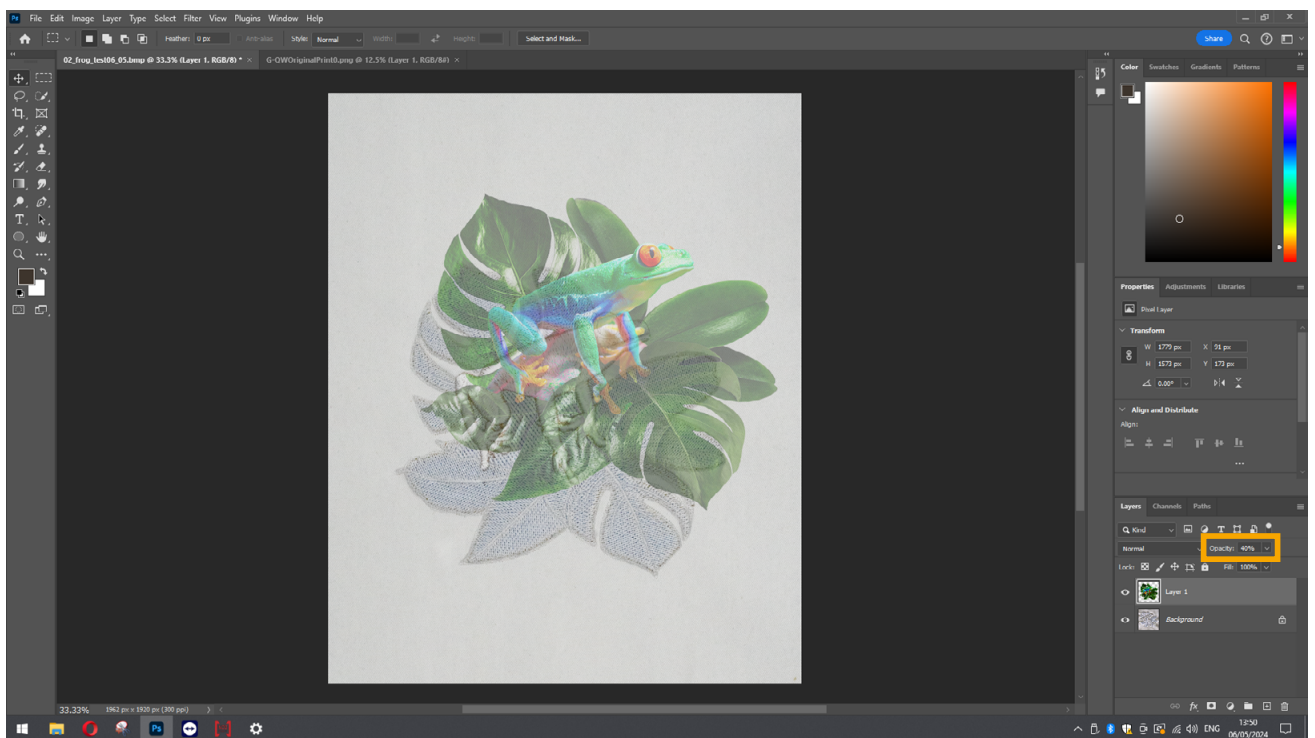 Ps File Edit Image Layer Type Select Filter View Plugins Window Help
Feather: 0 px Anti-alias Style: Normal Width: Height: Select and Mask... Share
02_frog_test06_05.bmp @ 33.3% (Layer 1, RGB/8) * × G-QWOriginalPrint0.png @ 12.5% (Layer 1, RGB/8#) ×
Color Swatches Gradients Patterns
Properties Adjustments Libraries
Pixel Layer
Transform
W 1779 px X 91 px
H 1573 px Y 173 px
0.00°
Align and Distribute
Align:
Layers Channels Paths
Kind
Normal Opacity: 40%
Lock: Fill: 100%
Layer 1
Background
33.33% 1962 px x 1920 px (300 ppi)
Ps
ENG
13:50
06/05/2024